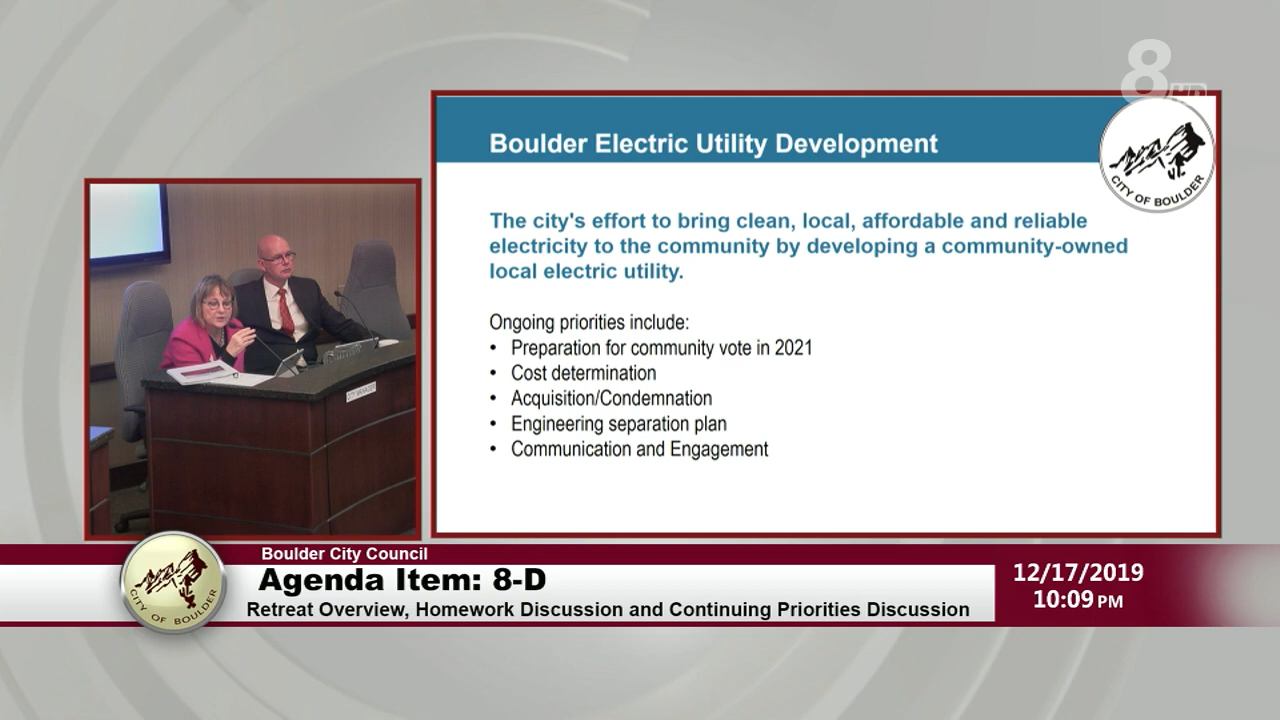 8
HD
Boulder Electric Utility Development
CITY OF BOULDER
The city's effort to bring clean, local, affordable and reliable
electricity to the community by developing a community-owned
local electric utility.
Ongoing priorities include:
• Preparation for community vote in 2021
• Cost determination
• Acquisition/Condemnation
• Engineering separation plan
• Communication and Engagement
CITY MANAGER
Boulder City Council
Agenda Item: 8-D
Retreat Overview, Homework Discussion and Continuing Priorities Discussion
CITY OF BOULDER
12/17/2019
10:09 PM